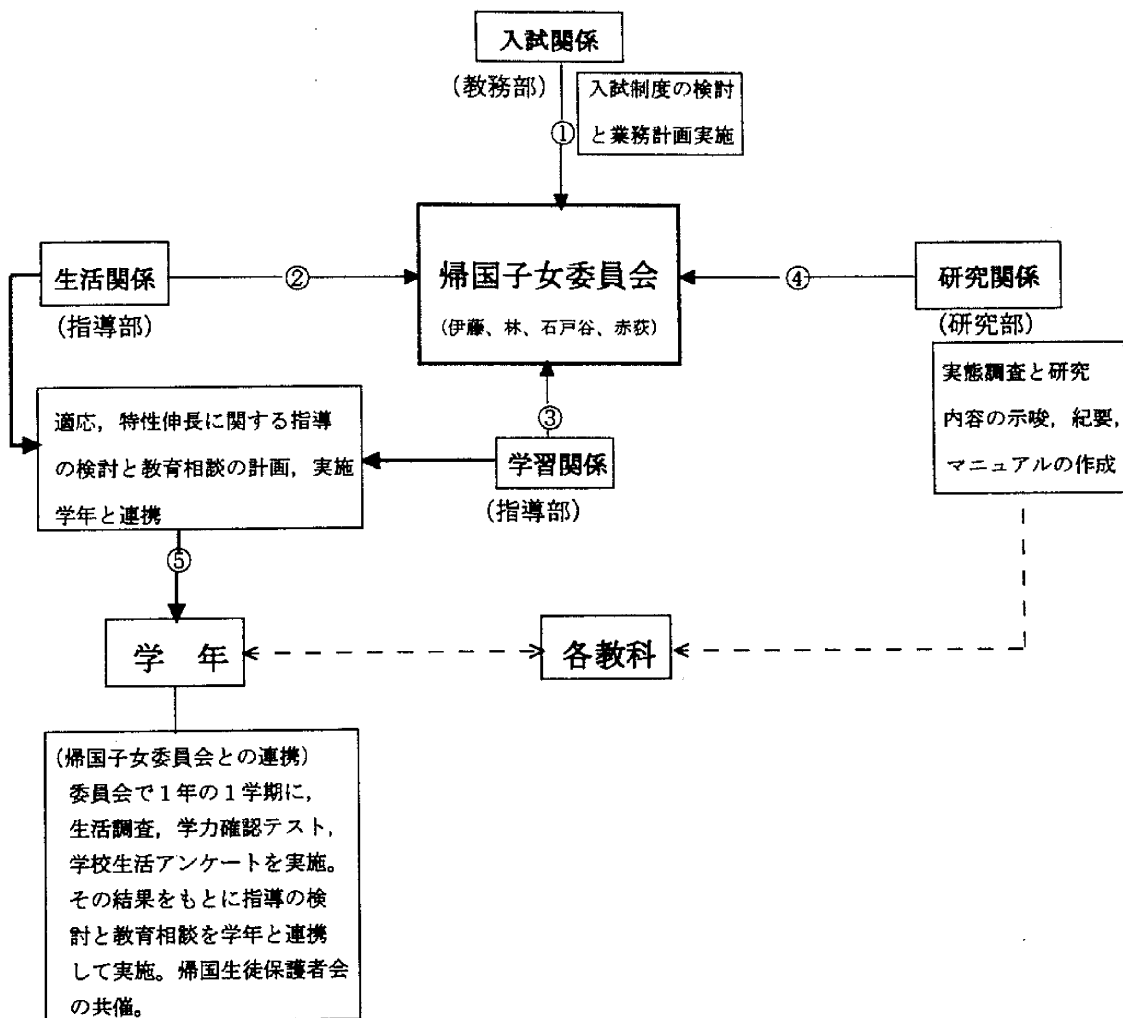 入試関係
(教務部)
入試制度の検討
と業務計画実施
①
帰国子女委員会
(伊藤、林、石戸谷、赤荻)
生活関係
(指導部)
②
④
研究関係
(研究部)
実態調査と研究
内容の示唆，紀要，
マニュアルの作成
適応，特性伸長に関する指導
の検討と教育相談の計画，実施
学年と連携
③
学習関係
(指導部)
⑤
学　年
各教科
(帰国子女委員会との連携)
委員会で１年の１学期に，
生活調査，学力確認テスト，
学校生活アンケートを実施。
その結果をもとに指導の検
討と教育相談を学年と連携
して実施。帰国生徒保護者会
の共催。